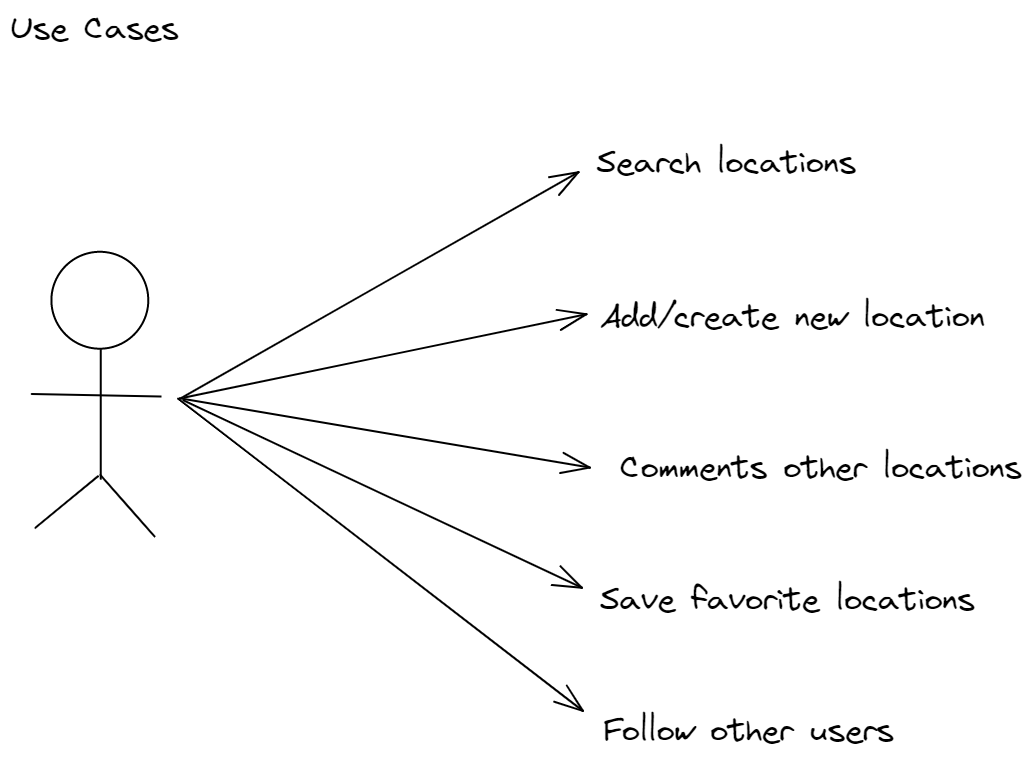 Use Cases
Search locations
Add/create new location
Comments other locations
Save favorite locations
Follow other users